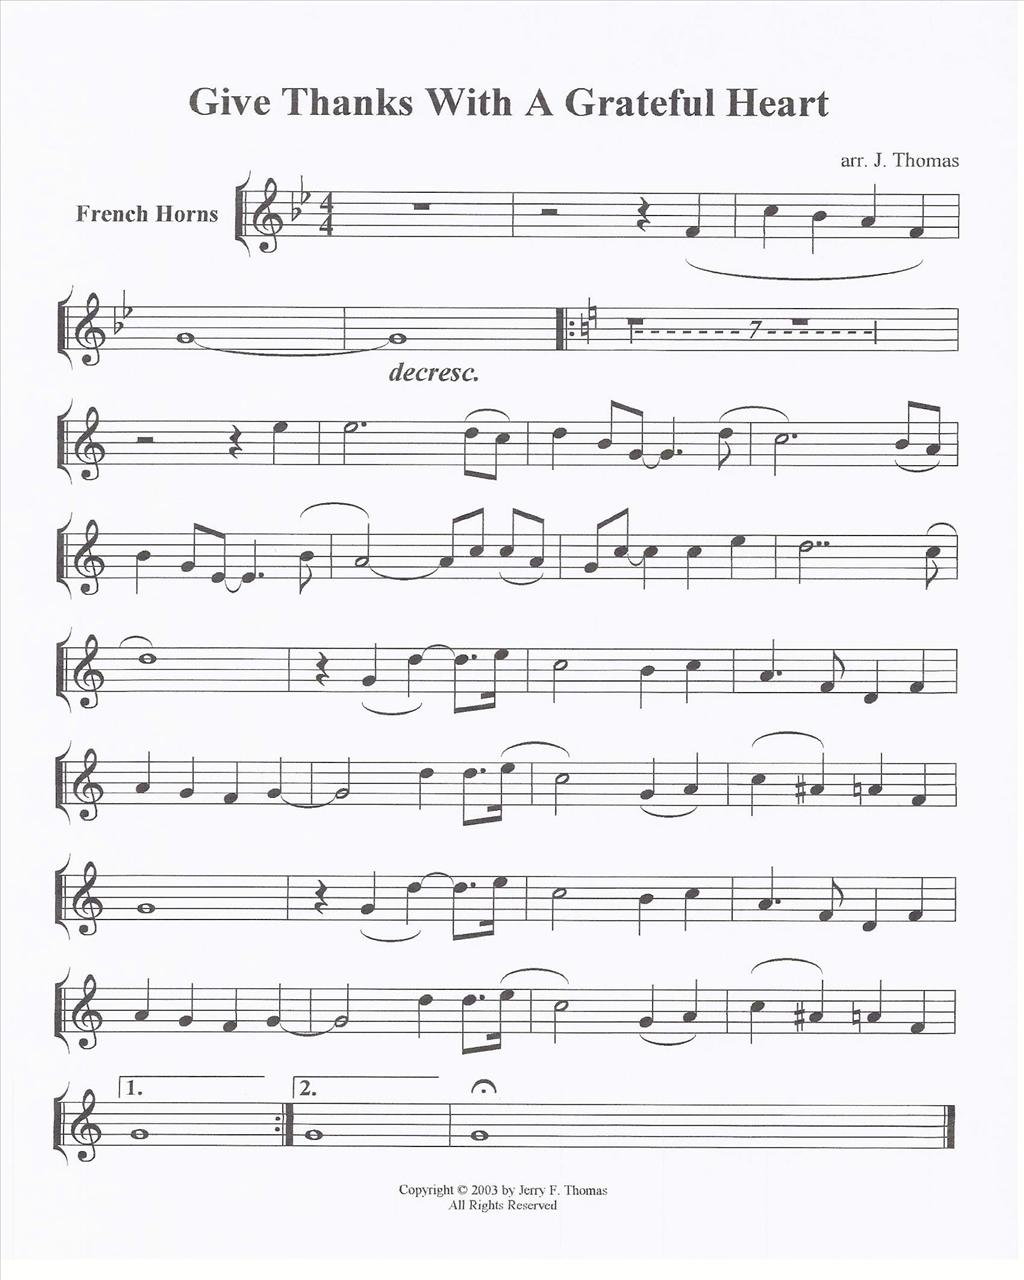 Give Thanks With A Grateful Heart
arr. J. Thomas
French Horns
4
4
decresc.
7
1.
2.
Copyright © 2003 by Jerry F. Thomas
All Rights Reserved